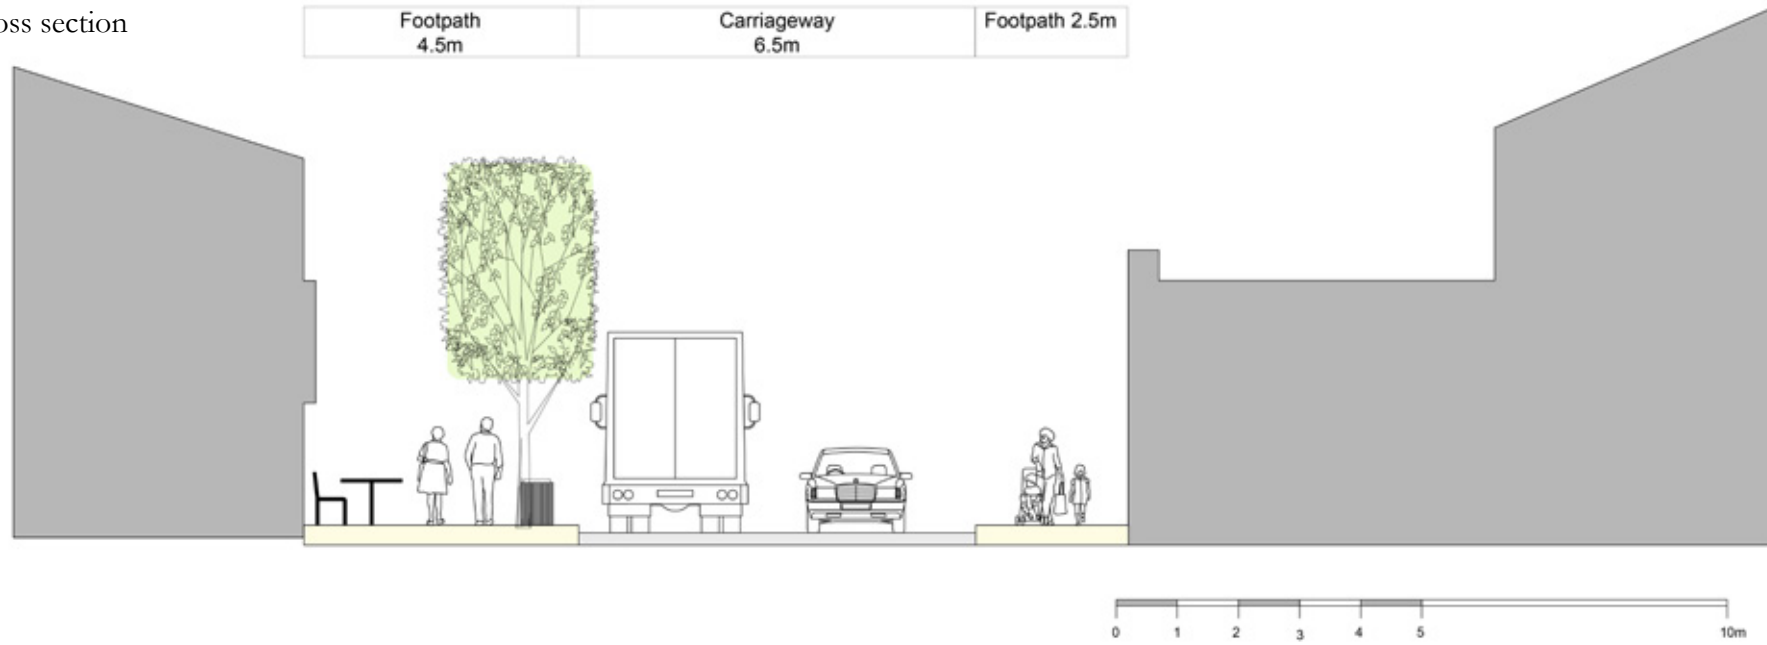 oss section
Footpath
4.5m
Carriageway
6.5m
Footpath 2.5m
0 1 2 3 4 5 10m